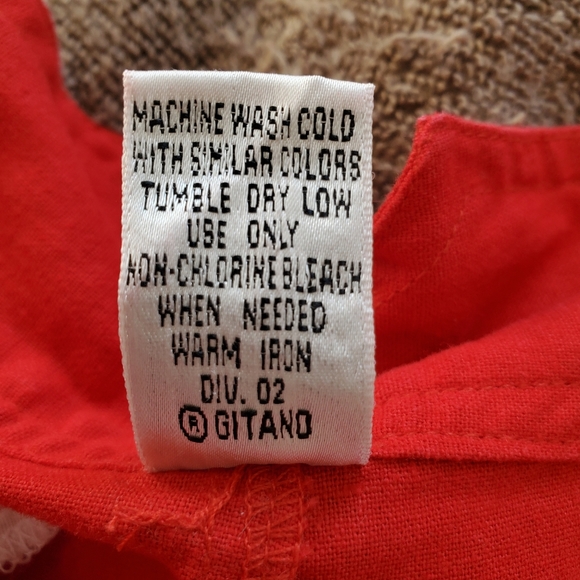 MACHINE WASH COLD
WITH SIMILAR COLORS
TUMBLE DRY LOW
USE ONLY
NON-CHLORINE BLEACH
WHEN NEEDED
WARM IRON
DIV. 02
® GITANO